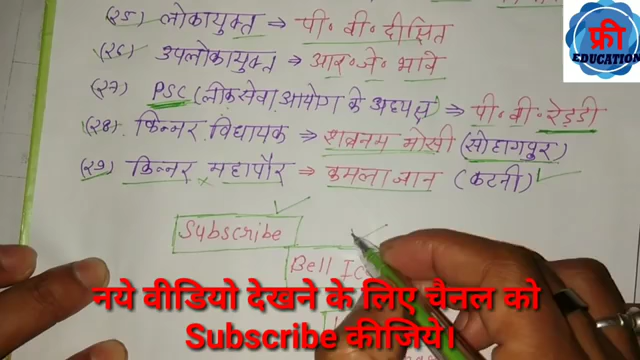 (२५) लोकायुक्त ⇒ पी॰ वी॰ दीक्षित
(२६) उपलोकायुक्त ⇒ आर॰ जे॰ भावे
(२७) PSC (लोकसेवा आयोग के अध्यक्ष) ⇒ पी॰ वी॰ रेड्डी
(२८) किन्नर विधायक ⇒ शबनम मोसी (सोहागपुर)
(२९) किन्नर महापौर ⇒ कमला जान (कटनी)
Subscribe
Bell
नये वीडियो देखने के लिए चैनल को
Subscribe कीजिये।
फ्री
EDUCATION